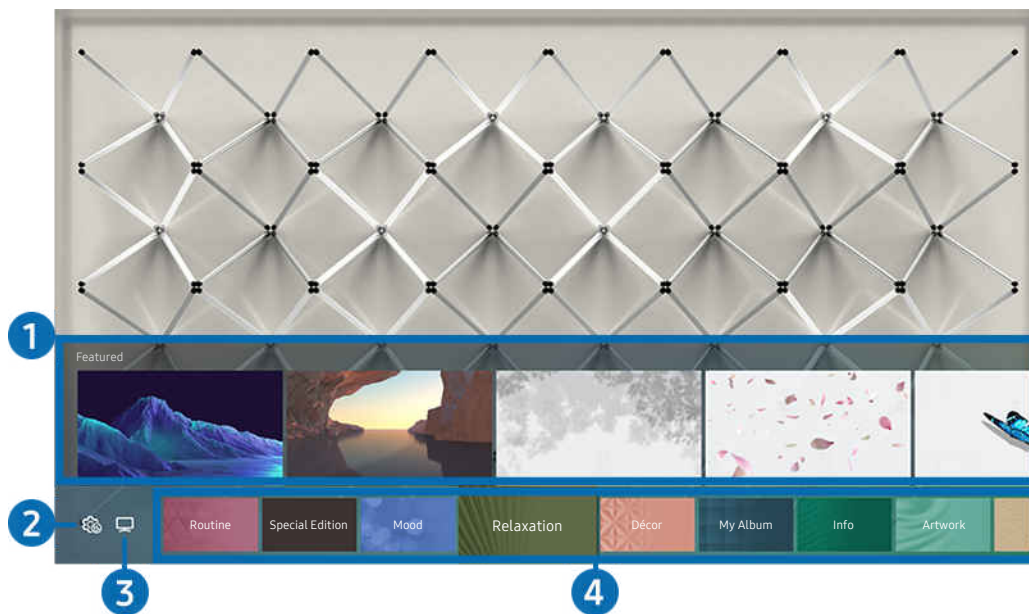 1
Featured
2
Routine Special Edition Mood Relaxation Décor My Album Info Artwork
3
4